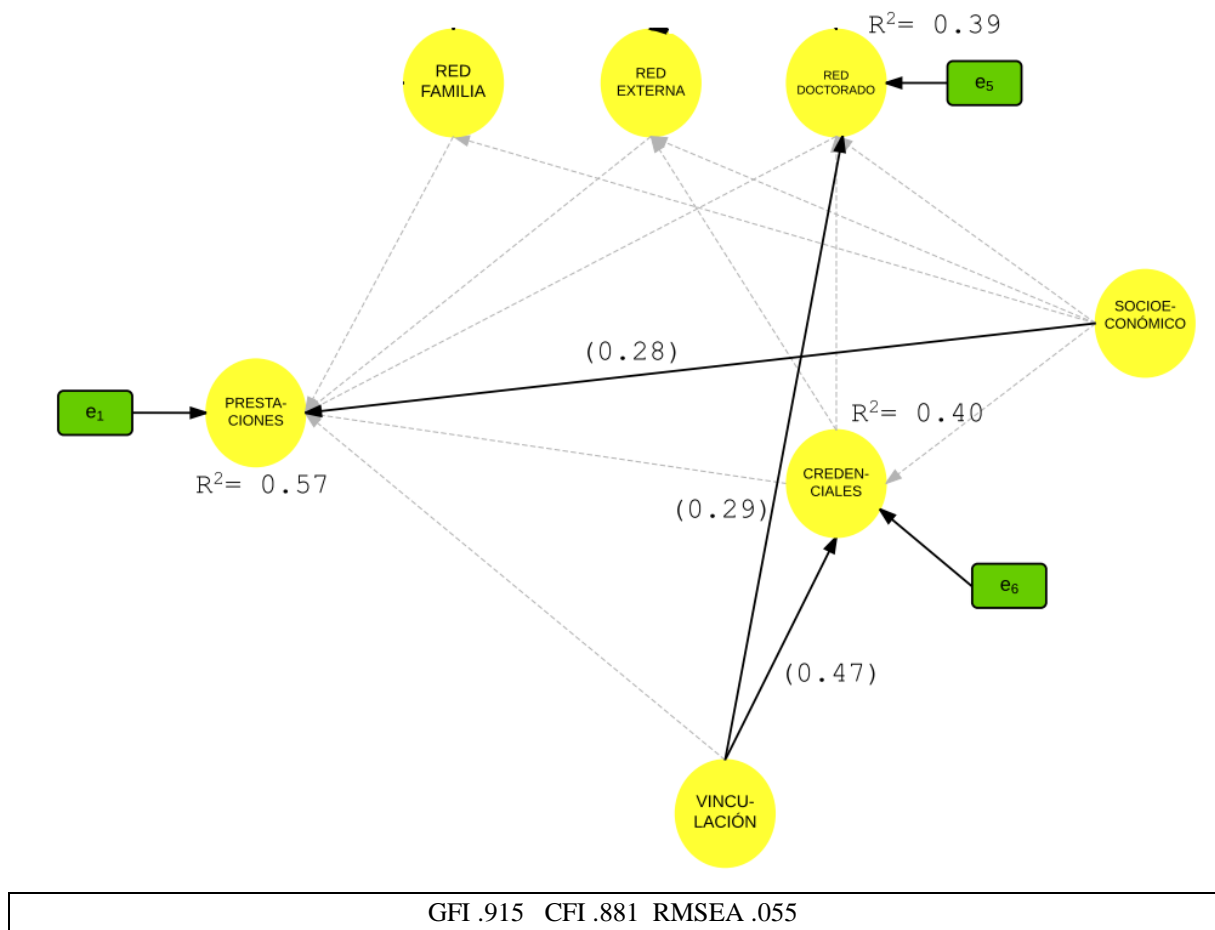 R²= 0.39
RED
FAMILIA
RED
EXTERNA
RED
DOCTORADO
e₅
SOCIOE-
CONÓMICO
(0.28)
e₁
PRESTA-
CIONES
R²= 0.57
R²= 0.40
CREDEN-
CIALES
(0.29)
e₆
(0.47)
VINCU-
LACIÓN
GFI .915 CFI .881 RMSEA .055